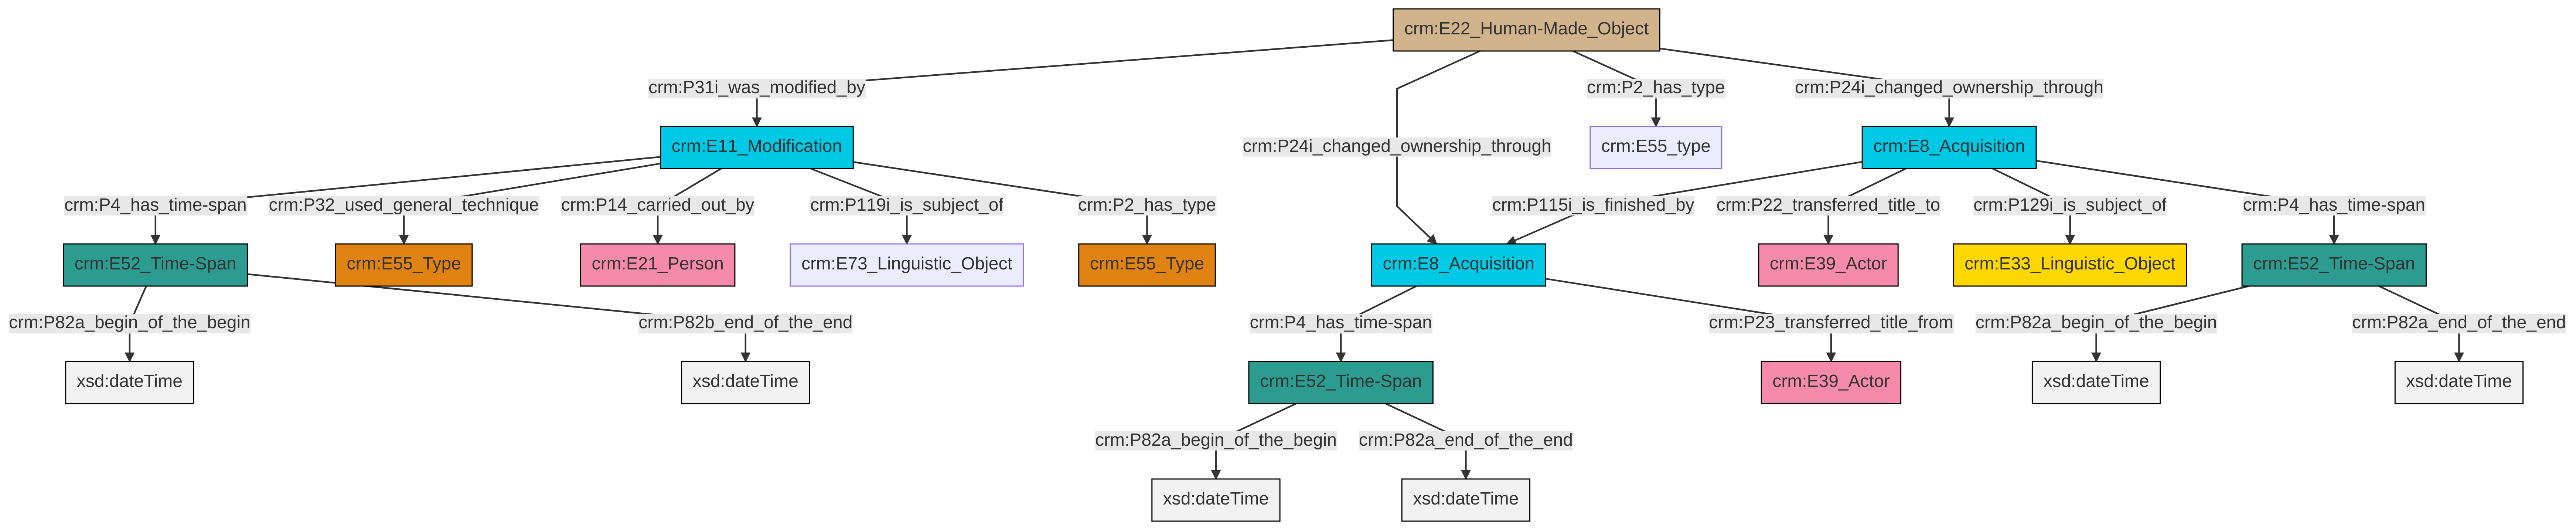 crm:E22_Human-Made_Object
crm:P31i_was_modified_by
crm:P2_has_type
crm:P24i_changed_ownership_through
crm:E11_Modification
crm:P24i_changed_ownership_through
crm:E55_type
crm:E8_Acquisition
crm:P4_has_time-span
crm:P32_used_general_technique
crm:P14_carried_out_by
crm:P119i_is_subject_of
crm:P2_has_type
crm:P115i_is_finished_by
crm:P22_transferred_title_to
crm:P129i_is_subject_of
crm:P4_has_time-span
crm:E52_Time-Span
crm:E55_Type
crm:E21_Person
crm:E73_Linguistic_Object
crm:E55_Type
crm:E8_Acquisition
crm:E39_Actor
crm:E33_Linguistic_Object
crm:E52_Time-Span
crm:P82a_begin_of_the_begin
crm:P82b_end_of_the_end
crm:P4_has_time-span
crm:P23_transferred_title_from
crm:P82a_begin_of_the_begin
crm:P82a_end_of_the_end
xsd:dateTime
xsd:dateTime
crm:E52_Time-Span
crm:E39_Actor
xsd:dateTime
xsd:dateTime
crm:P82a_begin_of_the_begin
crm:P82a_end_of_the_end
xsd:dateTime
xsd:dateTime